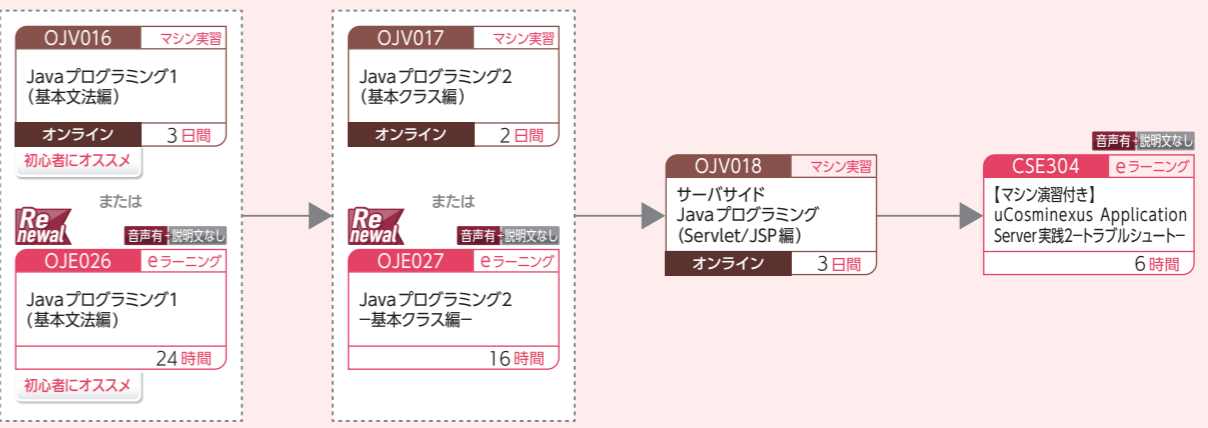 OJV016 マシン実習
Javaプログラミング1
(基本文法編)
オンライン 3日間
初心者にオススメ
または
Re
newal
音声有+説明文なし
OJE026 eラーニング
Javaプログラミング1
(基本文法編)
24時間
初心者にオススメ
OJV017 マシン実習
Javaプログラミング2
(基本クラス編)
オンライン 2日間
または
Re
newal
音声有+説明文なし
OJE027 eラーニング
Javaプログラミング2
−基本クラス編−
16時間
OJV018 マシン実習
サーバサイド
Javaプログラミング
(Servlet/JSP編)
オンライン 3日間
音声有+説明文なし
CSE304 eラーニング
【マシン演習付き】
uCosminexus Application
Server実践2−トラブルシュート−
6時間